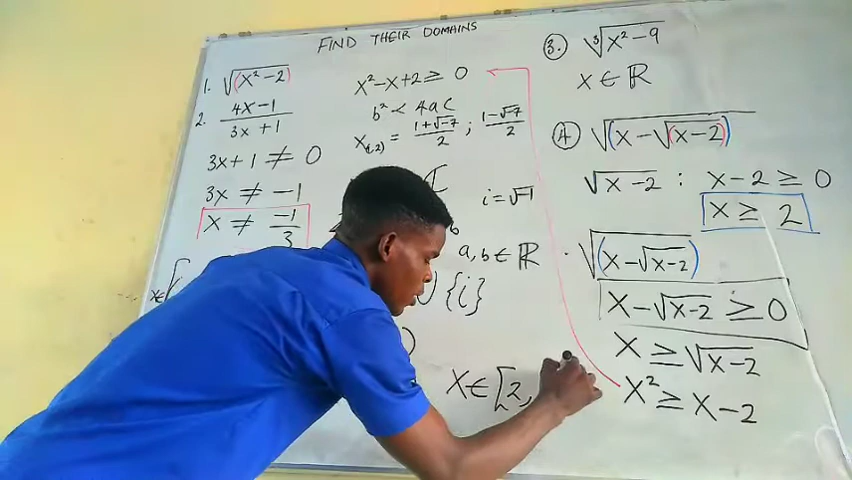 FIND THEIR DOMAINS
1. √(x² − 2)
2. 4x − 1 / 3x + 1
3x + 1 ≠ 0
3x ≠ −1
x ≠ −1/3
x ∈ [
x² − x + 2 ≥ 0
b² < 4ac
x(1,2) = 1 + √−7 / 2 ; 1 − √−7 / 2
i = √−1
b
a, b ∈ ℝ
∪ {i}
x ∈ [2,
3. ∛x² − 9
x ∈ ℝ
4. √(x − √(x − 2))
√x − 2 : x − 2 ≥ 0
x ≥ 2
√(x − √x − 2)
x − √x − 2 ≥ 0
x ≥ √x − 2
x² ≥ x − 2